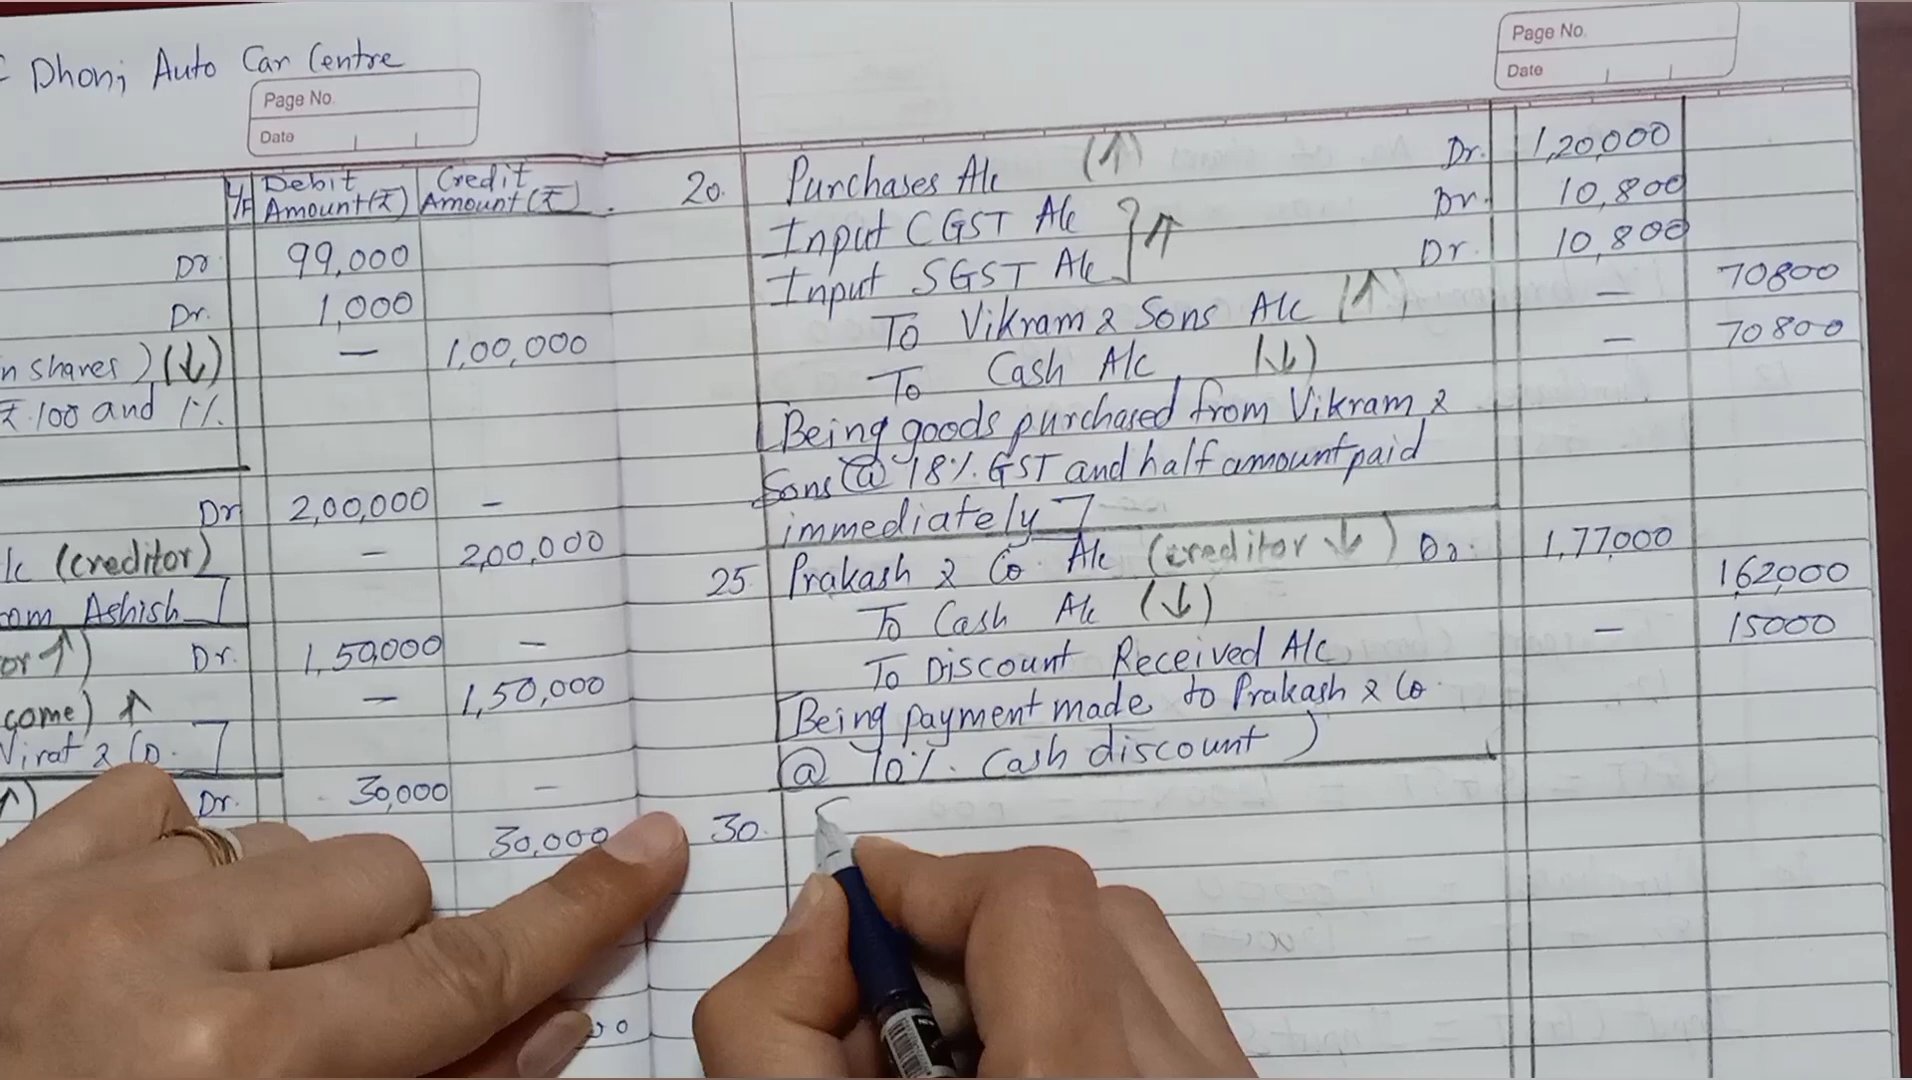 Dhoni Auto Car Centre
Page No.
Date
L/F Debit Amount(₹) Credit Amount(₹)
Dr 99,000
Dr. 1,000
n shares) (↓) — 1,00,000
₹.100 and 1%.
Dr 2,00,000 —
(creditor) — 2,00,000
Ashish ]
or ↑) Dr. 1,50,000 —
come) ↑ — 1,50,000
Virat & Co. ]
↑) Dr. 30,000 —
30,000
Page No.
Date
20. Purchases A/c (↑) Dr. 1,20,000
Input CGST A/c Dr. 10,800
Input SGST A/c } ↑ Dr. 10,800
To Vikram & Sons A/c (↑) — 70800
To Cash A/c (↓) — 70800
[Being goods purchased from Vikram &
Sons @ 18%. GST and half amount paid
immediately ]
25. Prakash & Co. A/c (creditor ↓) Dr. 1,77,000
To Cash A/c (↓) 162,000
To Discount Received A/c — 15000
[Being payment made to Prakash & Co.
@ 10%. Cash discount )
30.